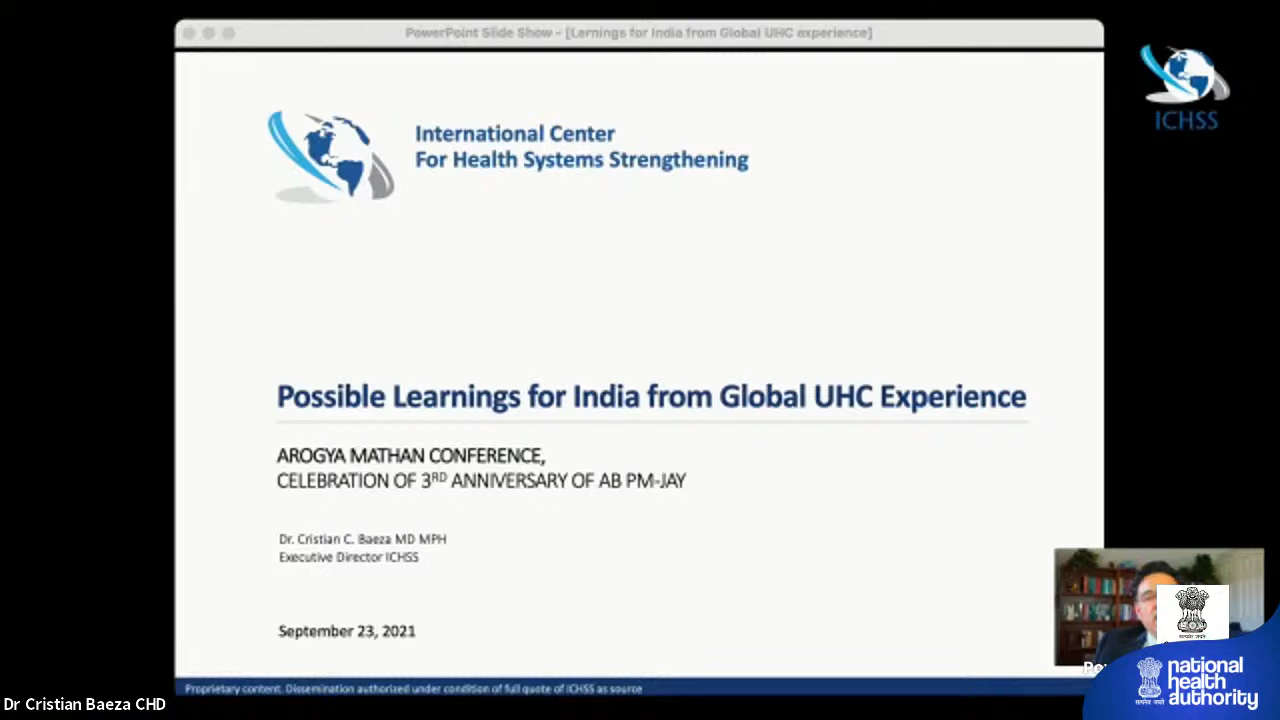 PowerPoint Slide Show - [Lernings for India from Global UHC experience]
International Center
For Health Systems Strengthening
ICHSS
Possible Learnings for India from Global UHC Experience
AROGYA MATHAN CONFERENCE,
CELEBRATION OF 3RD ANNIVERSARY OF AB PM-JAY
Dr. Cristian C. Baeza MD MPH
Executive Director ICHSS
September 23, 2021
Proprietary content. Dissemination authorized under condition of full quote of ICHSS as source
Dr Cristian Baeza CHD
national
health
authority